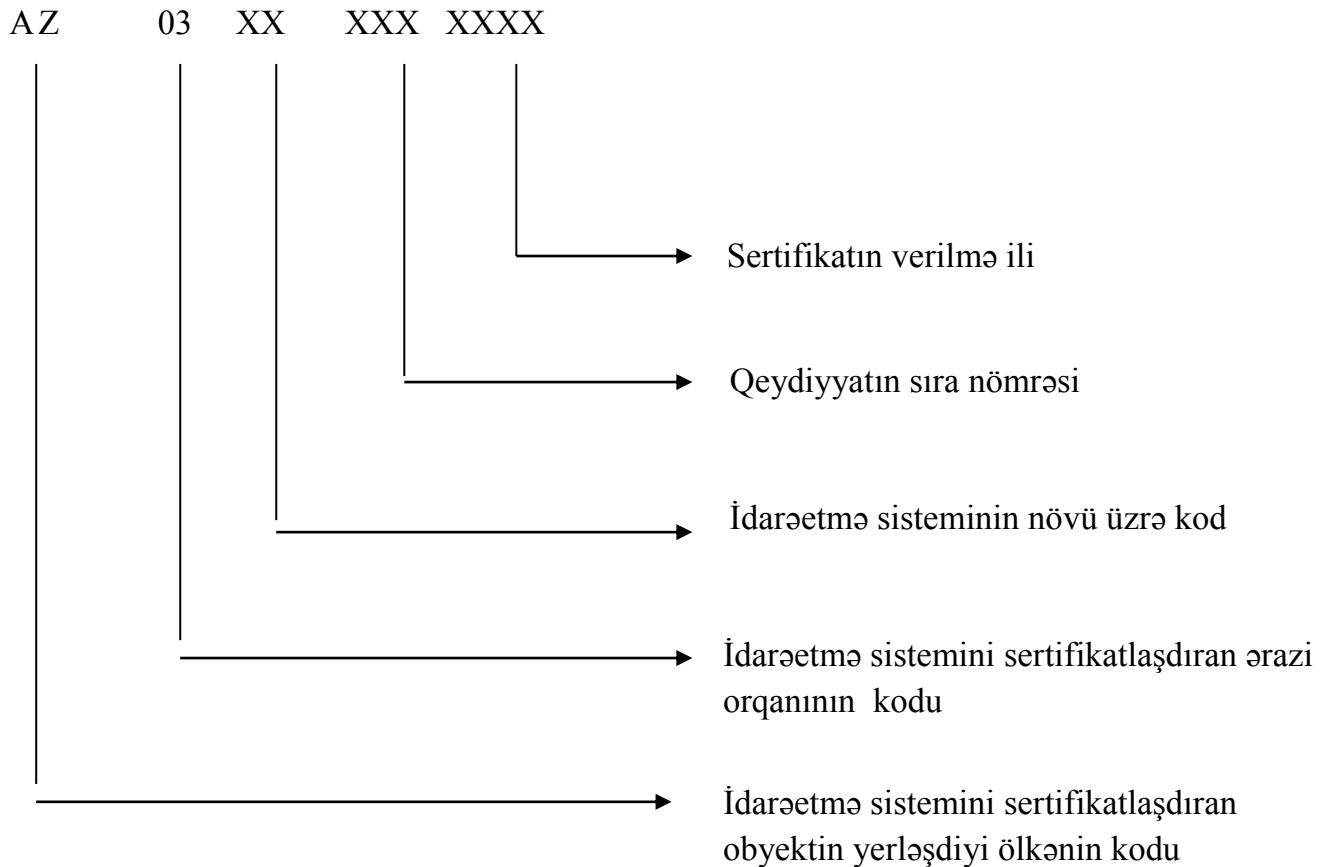 AZ 03 XX XXX XXXX
Sertifikatın verilmə ili
Qeydiyyatın sıra nömrəsi
İdarəetmə sisteminin növü üzrə kod
İdarəetmə sistemini sertifikatlaşdıran ərazi
orqanının kodu
İdarəetmə sistemini sertifikatlaşdıran
obyektin yerləşdiyi ölkənin kodu